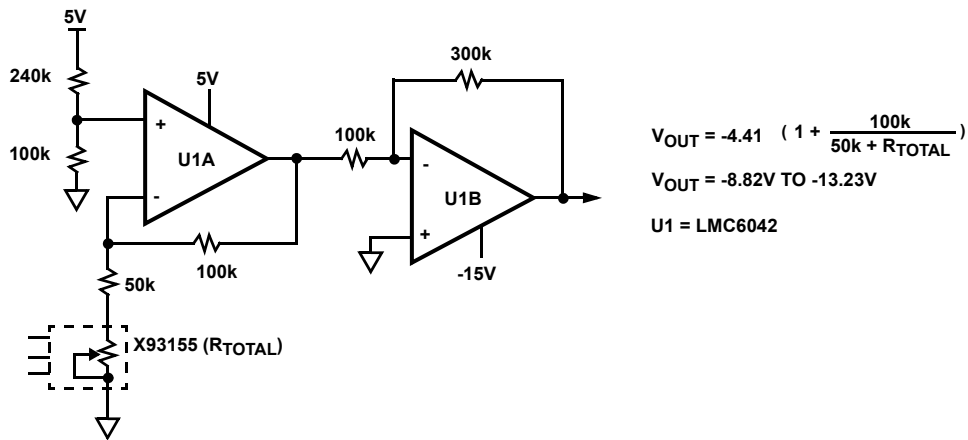 5V
240k
100k
5V
+
-
U1A
100k
50k
X93155 (RTOTAL)
100k
300k
-
+
U1B
-15V
VOUT = -4.41 ( 1 + 100k / 50k + RTOTAL )
VOUT = -8.82V TO -13.23V
U1 = LMC6042